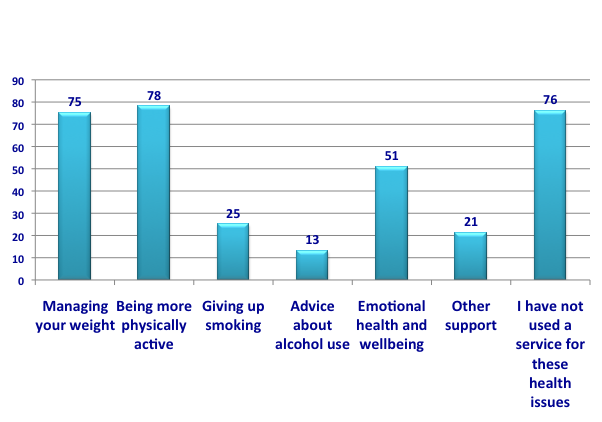 90
80
70
60
50
40
30
20
10
0
75
78
25
13
51
21
76
Managing
your weight
Being more
physically
active
Giving up
smoking
Advice
about
alcohol use
Emotional
health and
wellbeing
Other
support
I have not
used a
service for
these
health
issues